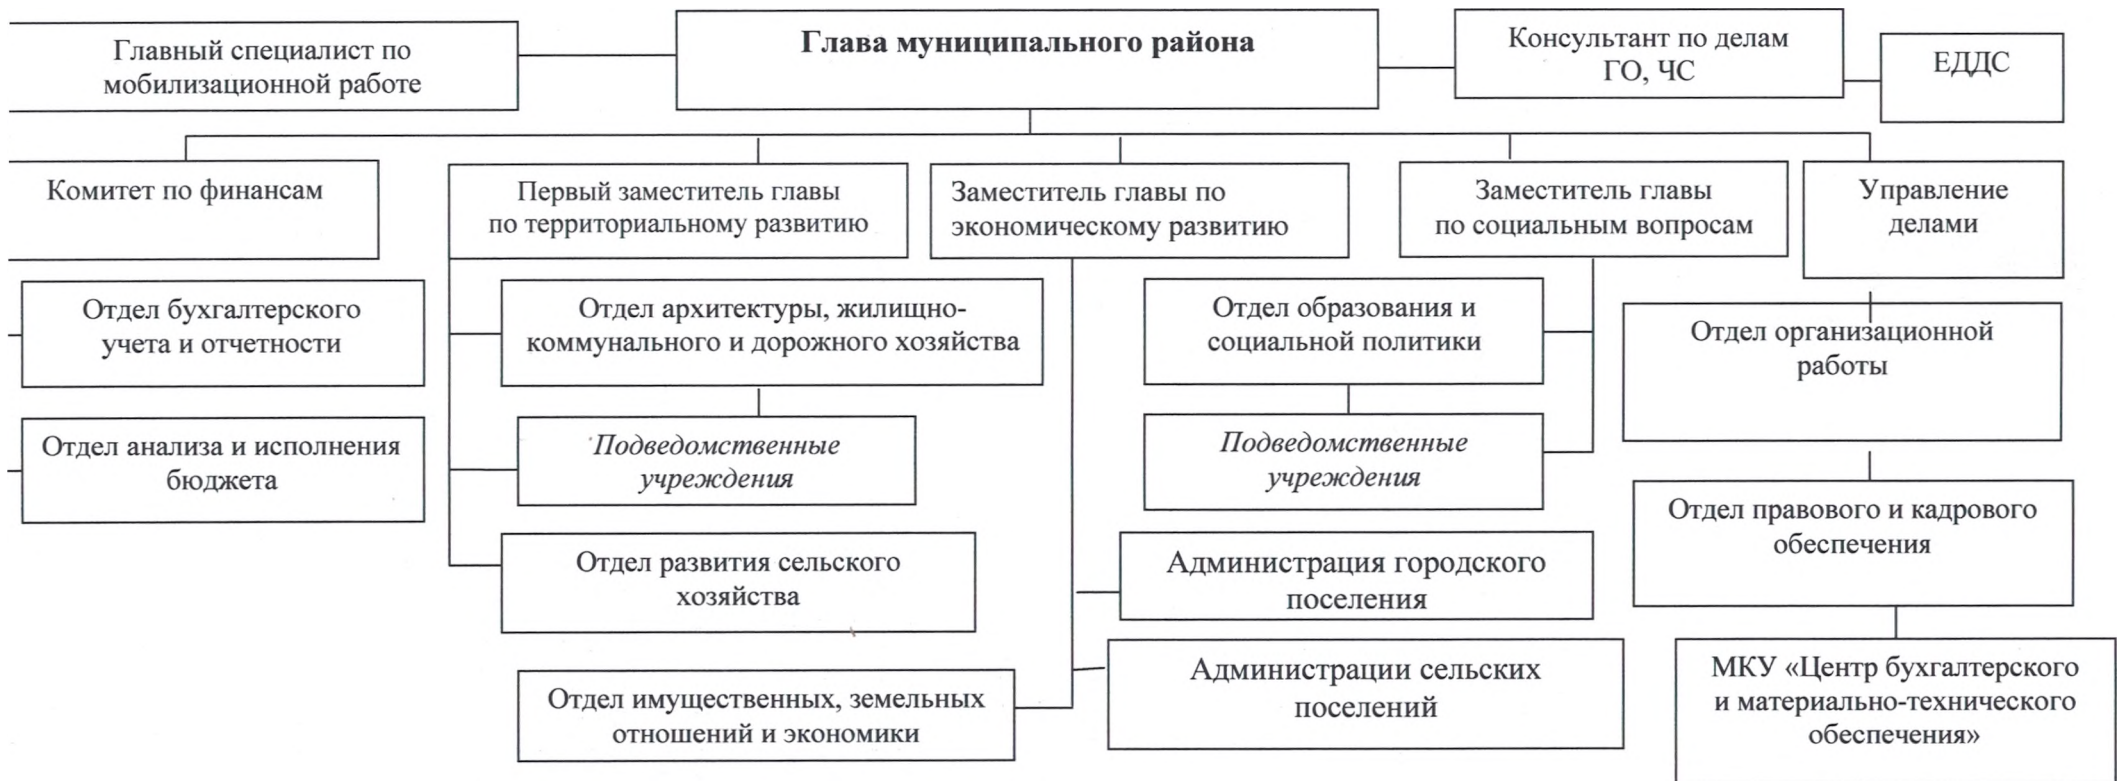 Главный специалист по
мобилизационной работе
Глава муниципального района
Консультант по делам
ГО, ЧС
ЕДДС
Комитет по финансам
Первый заместитель главы
по территориальному развитию
Заместитель главы по
экономическому развитию
Заместитель главы
по социальным вопросам
Управление
делами
Отдел бухгалтерского
учета и отчетности
Отдел архитектуры, жилищно-
коммунального и дорожного хозяйства
Отдел образования и
социальной политики
Отдел организационной
работы
Отдел анализа и исполнения
бюджета
Подведомственные
учреждения
Подведомственные
учреждения
Отдел правового и кадрового
обеспечения
Отдел развития сельского
хозяйства
Администрация городского
поселения
Отдел имущественных, земельных
отношений и экономики
Администрации сельских
поселений
МКУ «Центр бухгалтерского
и материально-технического
обеспечения»